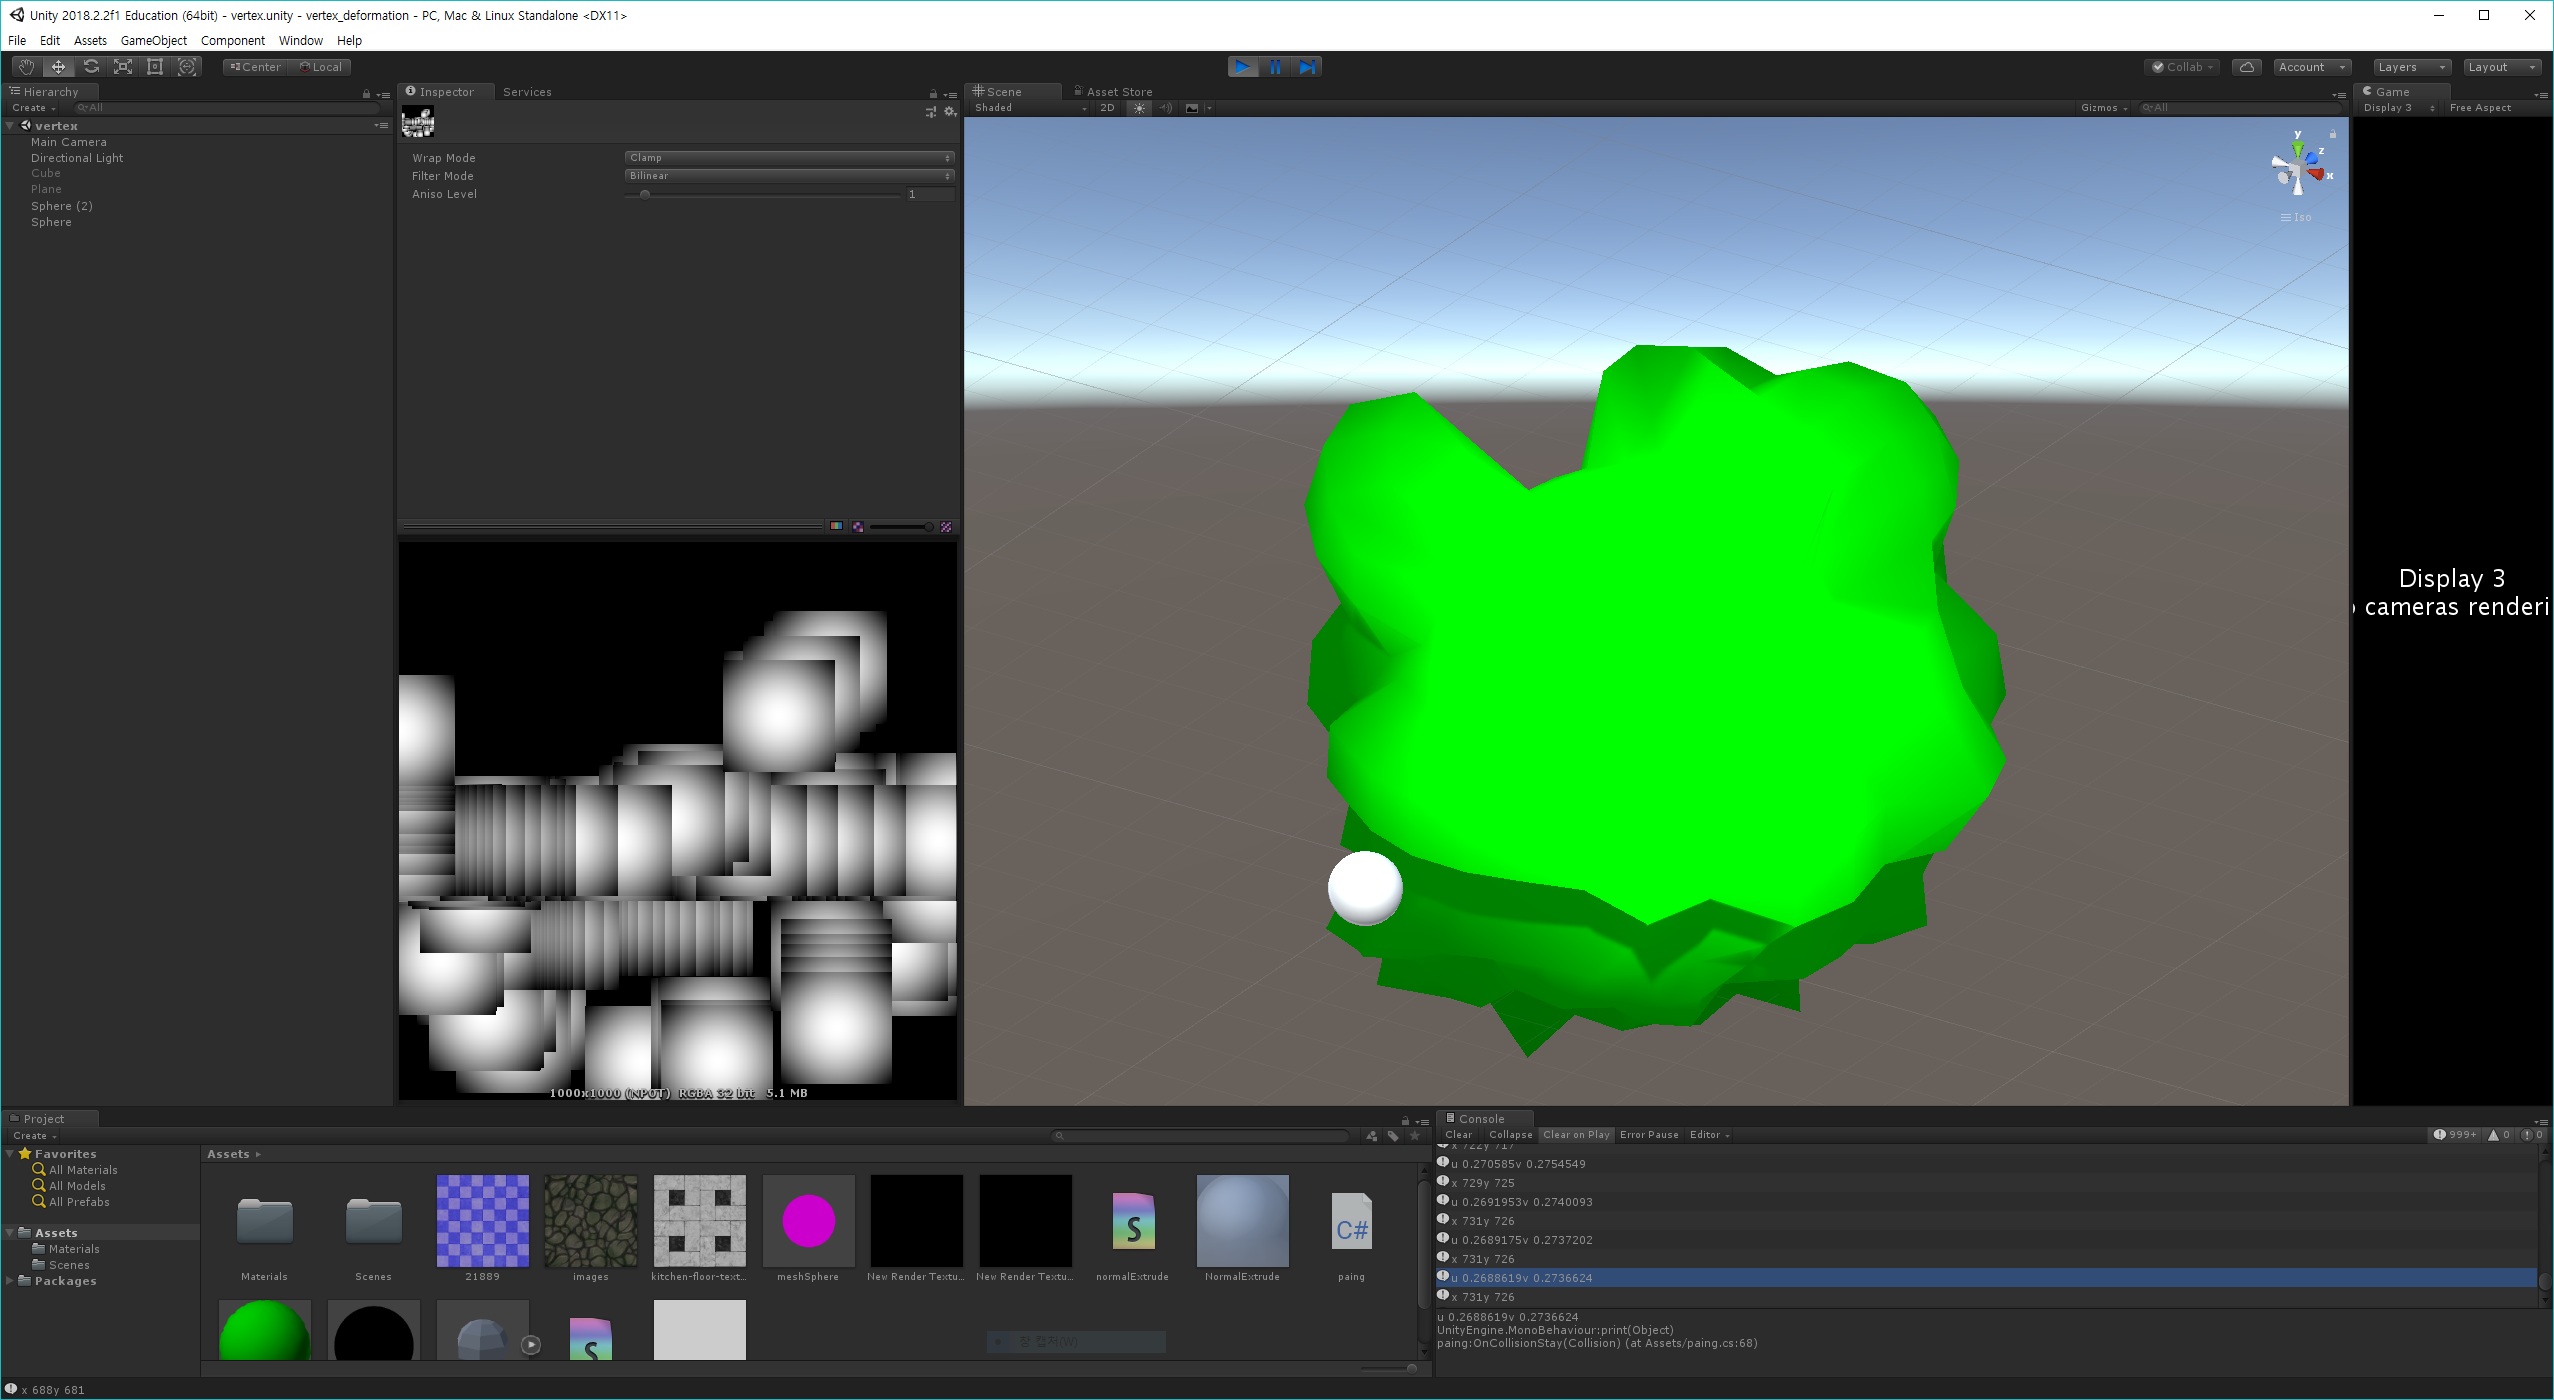 Unity 2018.2.2f1 Education (64bit) - vertex.unity - vertex_deformation - PC, Mac & Linux Standalone <DX11>
File Edit Assets GameObject Component Window Help
Center Local
Collab Account Layers Layout
Hierarchy
Create All
vertex
Main Camera
Directional Light
Cube
Plane
Sphere (2)
Sphere
Inspector Services
Wrap Mode Clamp
Filter Mode Bilinear
Aniso Level 1
1000x1000 (NPOT) RGBA 32 bit 5.1 MB
Scene Asset Store
Shaded 2D Gizmos All
y
z
x
Iso
Game
Display 3 Free Aspect
Display 3
cameras renderi
Project
Create
Favorites
All Materials
All Models
All Prefabs
Assets
Materials
Scenes
Packages
Assets
Materials Scenes 21889 images kitchen-floor-text... meshSphere New Render Textu... New Render Textu... normalExtrude NormalExtrude paing
S
C#
S
창 캡처(W)
Console
Clear Collapse Clear on Play Error Pause Editor 999+ 0 0
x 722y 717
u 0.270585v 0.2754549
x 729y 725
u 0.2691953v 0.2740093
x 731y 726
u 0.2689175v 0.2737202
x 731y 726
u 0.2688619v 0.2736624
x 731y 726
u 0.2688619v 0.2736624
UnityEngine.MonoBehaviour:print(Object)
paing:OnCollisionStay(Collision) (at Assets/paing.cs:68)
x 688y 681